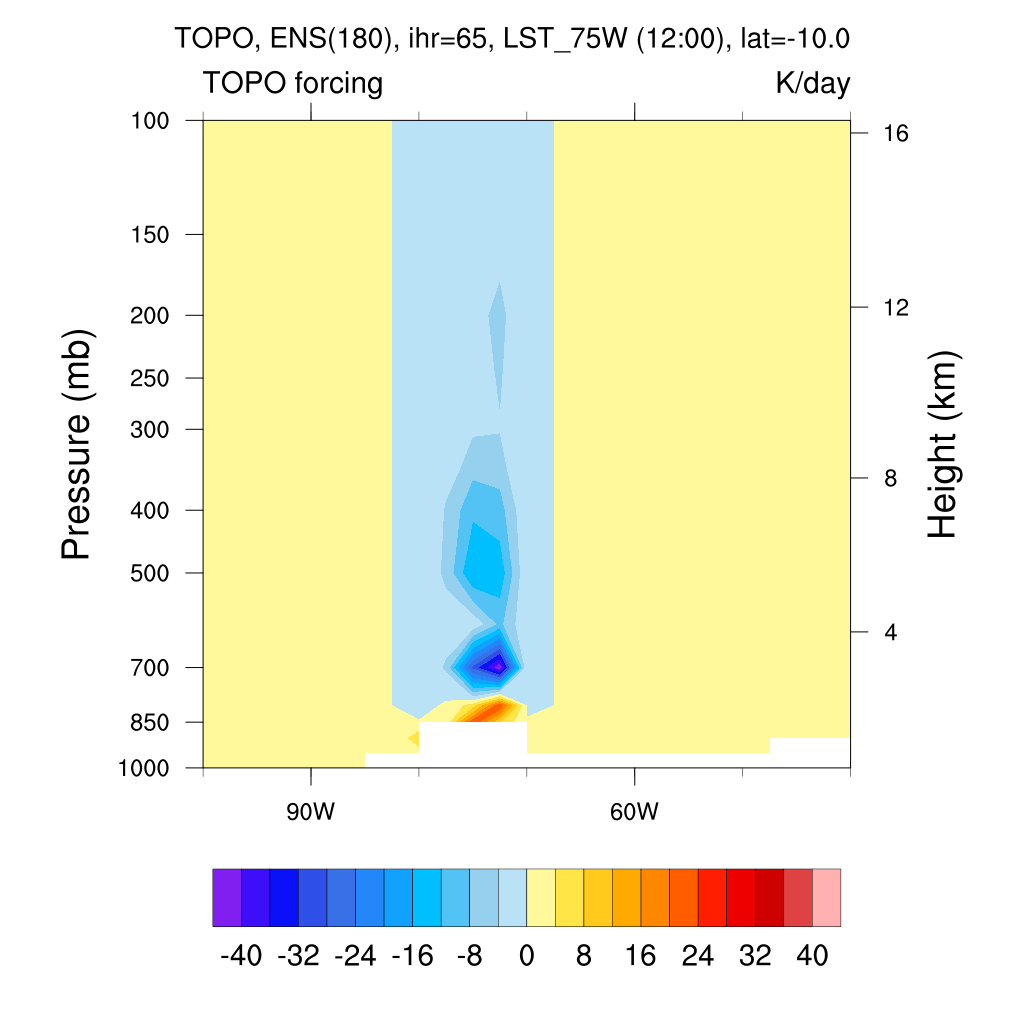 TOPO, ENS(180), ihr=65, LST_75W (12:00), lat=-10.0
TOPO forcing K/day
100
150
200
250
300
400
500
700
850
1000
Pressure (mb)
16
12
8
4
Height (km)
90W 60W
-40 -32 -24 -16 -8 0 8 16 24 32 40